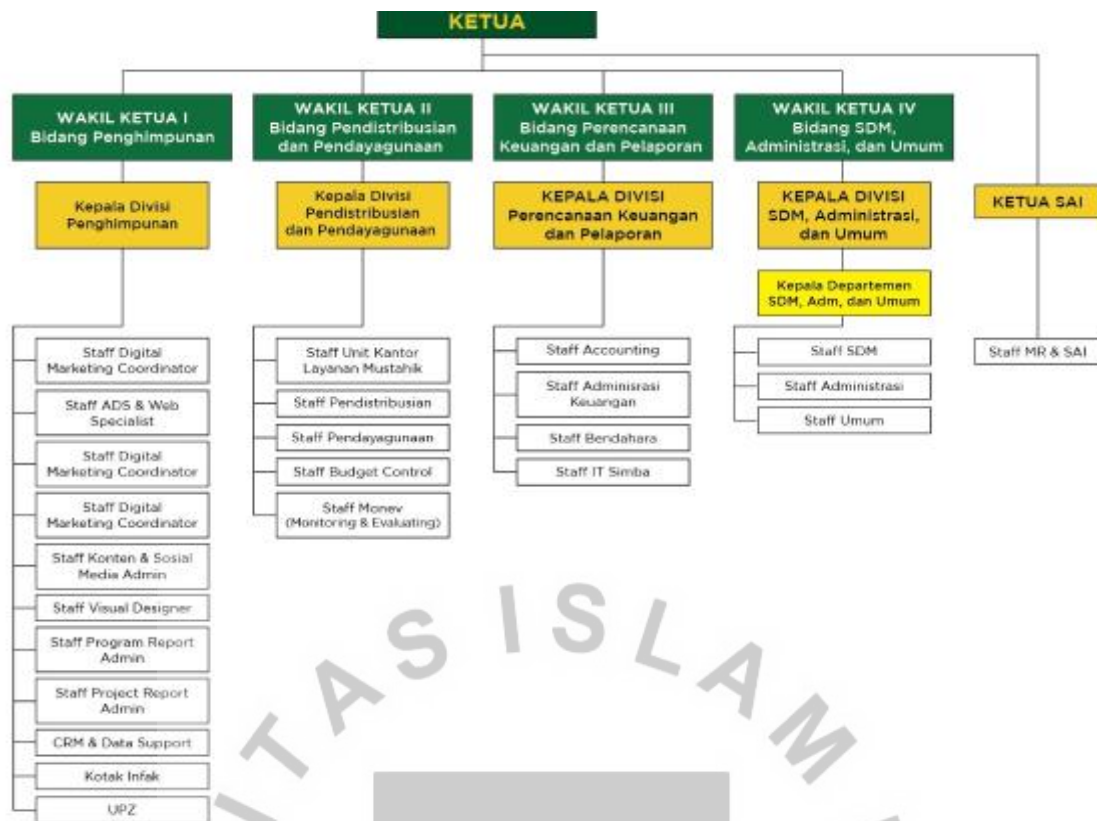 KETUA
WAKIL KETUA I
Bidang Penghimpunan
WAKIL KETUA II
Bidang Pendistribusian
dan Pendayagunaan
WAKIL KETUA III
Bidang Perencanaan
Keuangan dan Pelaporan
WAKIL KETUA IV
Bidang SDM,
Administrasi, dan Umum
Kepala Divisi
Penghimpunan
Kepala Divisi
Pendistribusian
dan Pendayagunaan
KEPALA DIVISI
Perencanaan Keuangan
dan Pelaporan
KEPALA DIVISI
SDM, Administrasi,
dan Umum
KETUA SAI
Kepala Departemen
SDM, Adm, dan Umum
Staff Digital
Marketing Coordinator
Staff ADS & Web
Specialist
Staff Digital
Marketing Coordinator
Staff Digital
Marketing Coordinator
Staff Konten & Sosial
Media Admin
Staff Visual Designer
Staff Program Report
Admin
Staff Project Report
Admin
CRM & Data Support
Kotak Infak
UPZ
Staff Unit Kantor
Layanan Mustahik
Staff Pendistribusian
Staff Pendayagunaan
Staff Budget Control
Staff Monev
(Monitoring & Evaluating)
Staff Accounting
Staff Adminisrasi
Keuangan
Staff Bendahara
Staff IT Simba
Staff SDM
Staff Administrasi
Staff Umum
Staff MR & SAI
ITAS ISLAM